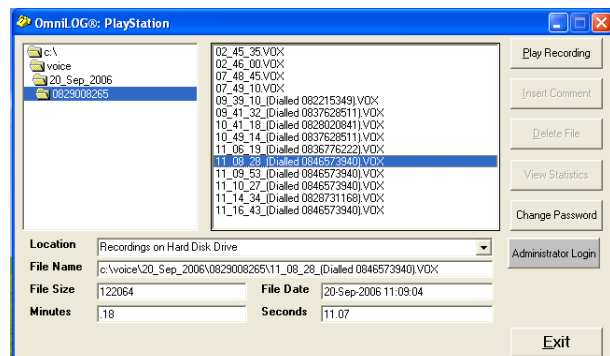 OmniLOG®: PlayStation
c:\
voice
20_Sep_2006
0829008265
02_45_35.VOX
02_46_00.VOX
07_48_45.VOX
07_49_10.VOX
09_39_10_(Dialled 082215349).VOX
09_41_32_(Dialled 0837628511).VOX
10_41_18_(Dialled 0828020841).VOX
10_49_14_(Dialled 0837628511).VOX
11_06_19_(Dialled 0836776222).VOX
11_08_28_(Dialled 0846573940).VOX
11_09_53_(Dialled 0846573940).VOX
11_10_27_(Dialled 0846573940).VOX
11_14_34_(Dialled 0828731168).VOX
11_16_43_(Dialled 0846573940).VOX
Play Recording
Insert Comment
Delete File
View Statistics
Change Password
Administrator Login
Location Recordings on Hard Disk Drive
File Name c:\voice\20_Sep_2006\0829008265\11_08_28_(Dialled 0846573940).VOX
File Size 122064 File Date 20-Sep-2006 11:09:04
Minutes .18 Seconds 11.07
Exit